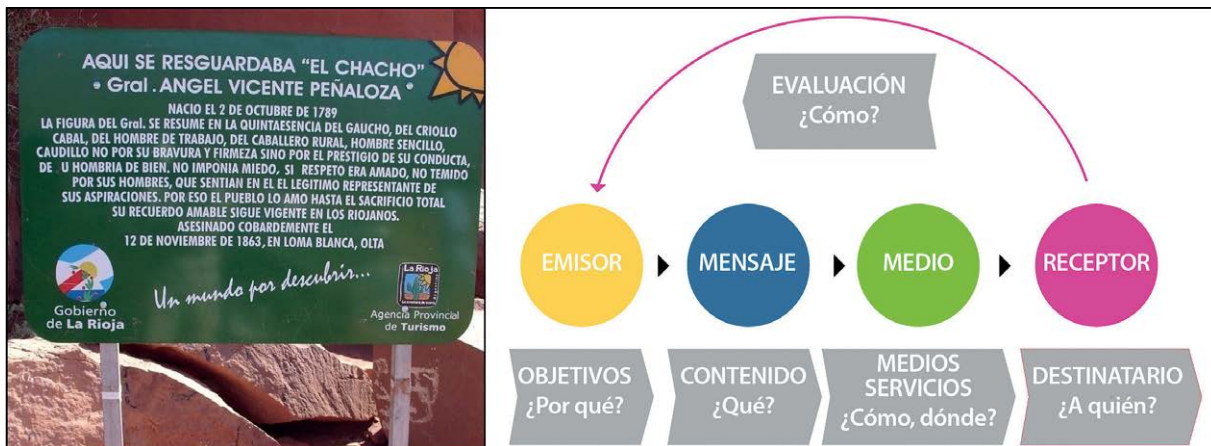 AQUI SE RESGUARDABA "EL CHACHO"
• Gral. ANGEL VICENTE PEÑALOZA •
NACIO EL 2 DE OCTUBRE DE 1789
LA FIGURA DEL Gral. SE RESUME EN LA QUINTAESENCIA DEL GAUCHO, DEL CRIOLLO
CABAL, DEL HOMBRE DE TRABAJO, DEL CABALLERO RURAL, HOMBRE SENCILLO,
CAUDILLO NO POR SU BRAVURA Y FIRMEZA SINO POR EL PRESTIGIO DE SU CONDUCTA,
DE U HOMBRIA DE BIEN. NO IMPONIA MIEDO, SI RESPETO ERA AMADO, NO TEMIDO
POR SUS HOMBRES, QUE SENTIAN EN EL EL LEGITIMO REPRESENTANTE DE
SUS ASPIRACIONES. POR ESO EL PUEBLO LO AMO HASTA EL SACRIFICIO TOTAL
SU RECUERDO AMABLE SIGUE VIGENTE EN LOS RIOJANOS.
ASESINADO COBARDEMENTE EL
12 DE NOVIEMBRE DE 1863, EN LOMA BLANCA, OLTA
Un mundo por descubrir...
Gobierno
de La Rioja
La Rioja
Agencia Provincial
de Turismo
EVALUACIÓN
¿Cómo?
EMISOR
MENSAJE
MEDIO
RECEPTOR
OBJETIVOS
¿Por qué?
CONTENIDO
¿Qué?
MEDIOS
SERVICIOS
¿Cómo, dónde?
DESTINATARIO
¿A quién?